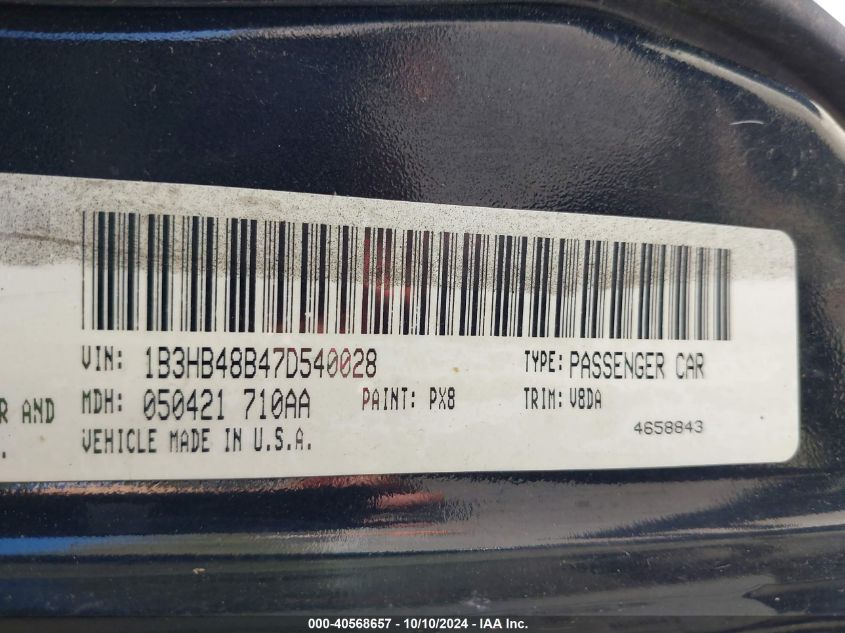 VIN: 1B3HB48B47D540028 TYPE: PASSENGER CAR
R AND MDH: 050421 710AA PAINT: PX8 TRIM: V8DA
VEHICLE MADE IN U.S.A. 4658843
000-40568657 - 10/10/2024 - IAA Inc.